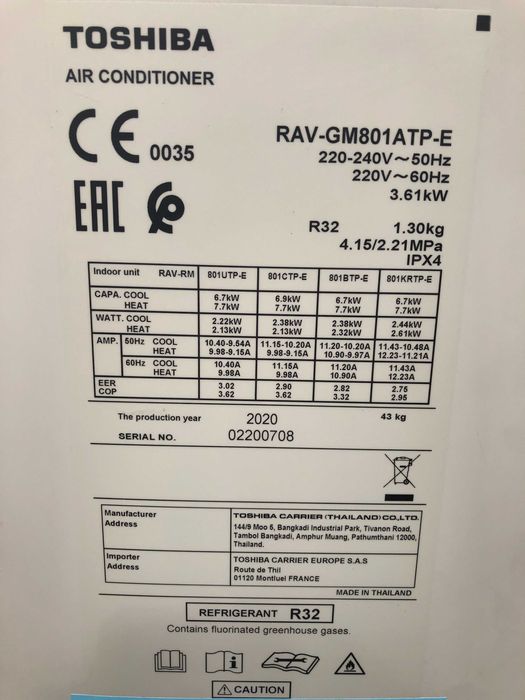 TOSHIBA
AIR CONDITIONER
CE 0035
EAC
RAV-GM801ATP-E
220-240V～50Hz
220V～60Hz
3.61kW
R32 1.30kg
4.15/2.21MPa
IPX4
Indoor unit RAV-RM 801UTP-E 801CTP-E 801BTP-E 801KRTP-E
CAPA. COOL 6.7kW 6.9kW 6.7kW 6.7kW
HEAT 7.7kW 7.7kW 7.7kW 7.7kW
WATT. COOL 2.22kW 2.38kW 2.38kW 2.44kW
HEAT 2.13kW 2.13kW 2.32kW 2.61kW
AMP. 50Hz COOL 10.40-9.54A 11.15-10.20A 11.20-10.20A 11.43-10.48A
HEAT 9.98-9.15A 9.98-9.15A 10.90-9.97A 12.23-11.21A
60Hz COOL 10.40A 11.15A 11.20A 11.43A
HEAT 9.98A 9.98A 10.90A 12.23A
EER 3.02 2.90 2.82 2.75
COP 3.62 3.62 3.32 2.95
The production year 2020 43 kg
SERIAL NO. 02200708
Manufacturer TOSHIBA CARRIER (THAILAND) CO.,LTD.
Address 144/9 Moo 5, Bangkadi Industrial Park, Tivanon Road,
Tambol Bangkadi, Amphur Muang, Pathumthani 12000,
Thailand.
Importer TOSHIBA CARRIER EUROPE S.A.S
Address Route de Thil
01120 Montluel FRANCE
MADE IN THAILAND
REFRIGERANT R32
Contains fluorinated greenhouse gases.
CAUTION